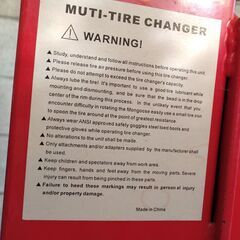 MUTI-TIRE CHANGER
WARNING!
▲ Study, understand and follow all instructions before operating this unit
▲ Please release tire air pressure before using this tire changer.
▲ Please do not attempt to exceed the tire changer's capacity.
▲ Always lube the tire!. It's important to use a good tire lubricant while
mounting and dismounting, and be sure that the bead is in the drop
center of the rim during this process. In the unlikely event that you
encounter difficulty in rotating the Mongoose easily use a small tire iron
to spoon the tire around at the point of greatest resistance.
▲ Always wear ANSI approved safety goggles steel toed boots and
protective gloves while operating tire changer.
▲ No alterations to the unit shall be made.
▲ Only attachments and/or adapters supplied by the manufacturer shall
be used.
▲ Keep children and spectators away from work area.
▲ Keep fingers, hands and feet away from the moving parts. Severe
injury can result from being pinched in these parts.
▲ Failure to heed these markings may result in personal injury
and/or property damage.
Made in China